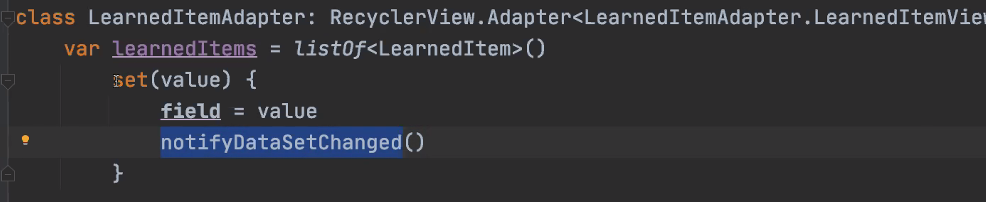 class LearnedItemAdapter: RecyclerView.Adapter<LearnedItemAdapter.LearnedItemView
var learnedItems = listOf<LearnedItem>()
set(value) {
field = value
notifyDataSetChanged()
}